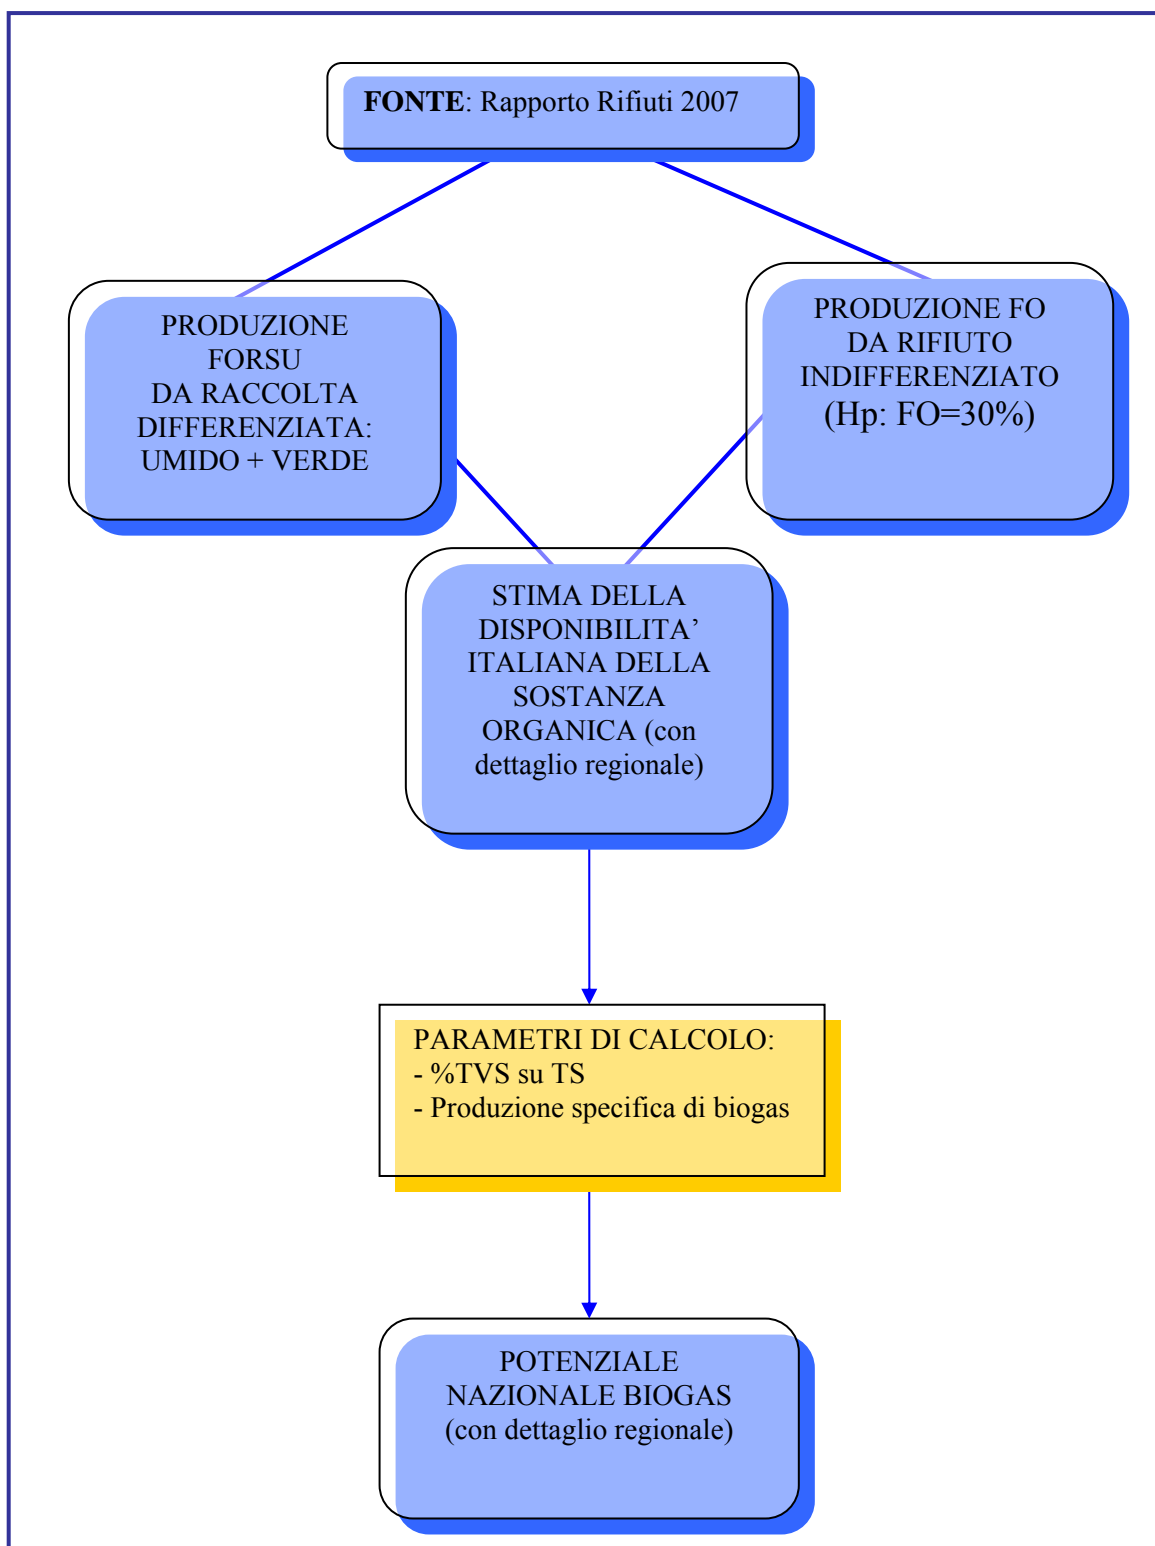 FONTE: Rapporto Rifiuti 2007
PRODUZIONE
FORSU
DA RACCOLTA
DIFFERENZIATA:
UMIDO + VERDE
PRODUZIONE FO
DA RIFIUTO
INDIFFERENZIATO
(Hp: FO=30%)
STIMA DELLA
DISPONIBILITA’
ITALIANA DELLA
SOSTANZA
ORGANICA (con
dettaglio regionale)
PARAMETRI DI CALCOLO:
- %TVS su TS
- Produzione specifica di biogas
POTENZIALE
NAZIONALE BIOGAS
(con dettaglio regionale)